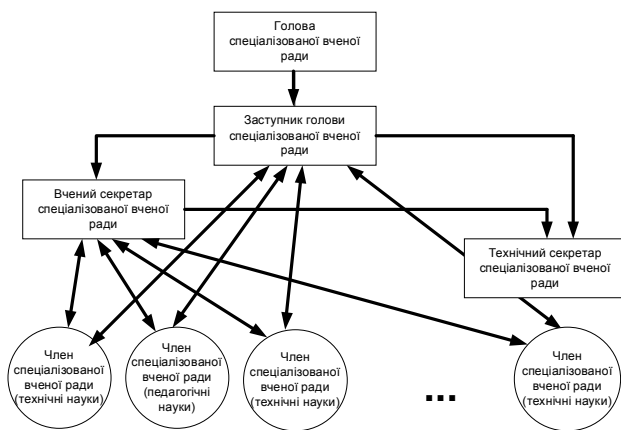 Голова
спеціалізованої вченої
ради
Заступник голови
спеціалізованої вченої
ради
Вчений секретар
спеціалізованої вченої
ради
Технічний секретар
спеціалізованої вченої
ради
Член
спеціалізованої
вченої ради
(технічні науки)
Член
спеціалізованої
вченої ради
(педагогічні
науки)
Член
спеціалізованої
вченої ради
(технічні науки)
...
Член
спеціалізованої
вченої ради
(технічні науки)